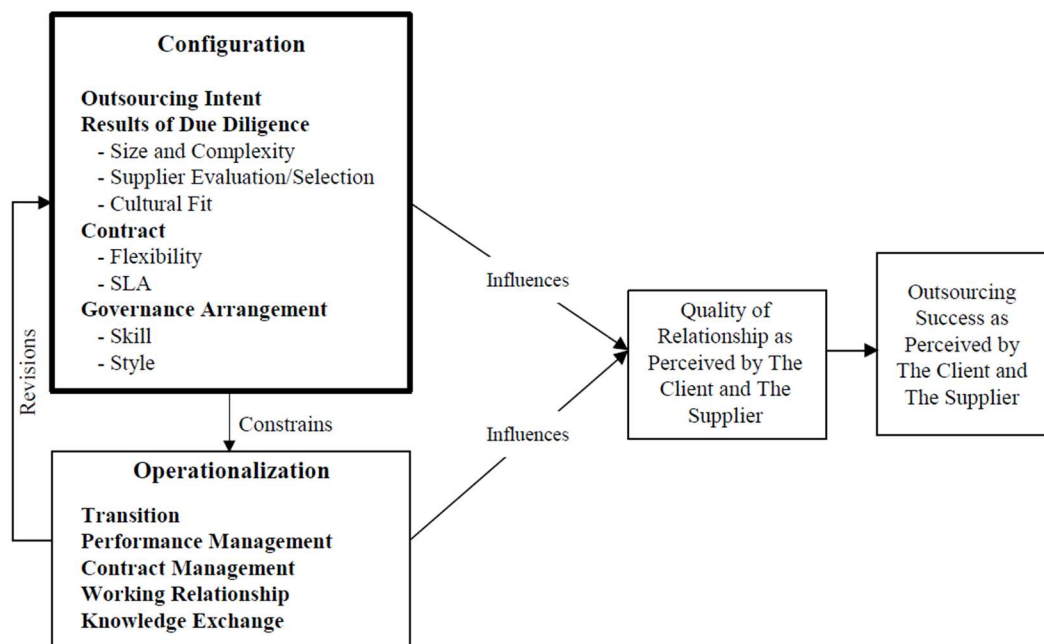 Configuration
Outsourcing Intent
Results of Due Diligence
- Size and Complexity
- Supplier Evaluation/Selection
- Cultural Fit
Contract
- Flexibility
- SLA
Governance Arrangement
- Skill
- Style
Revisions
Constrains
Operationalization
Transition
Performance Management
Contract Management
Working Relationship
Knowledge Exchange
Influences
Influences
Quality of
Relationship as
Perceived by The
Client and The
Supplier
Outsourcing
Success as
Perceived by
The Client and
The Supplier